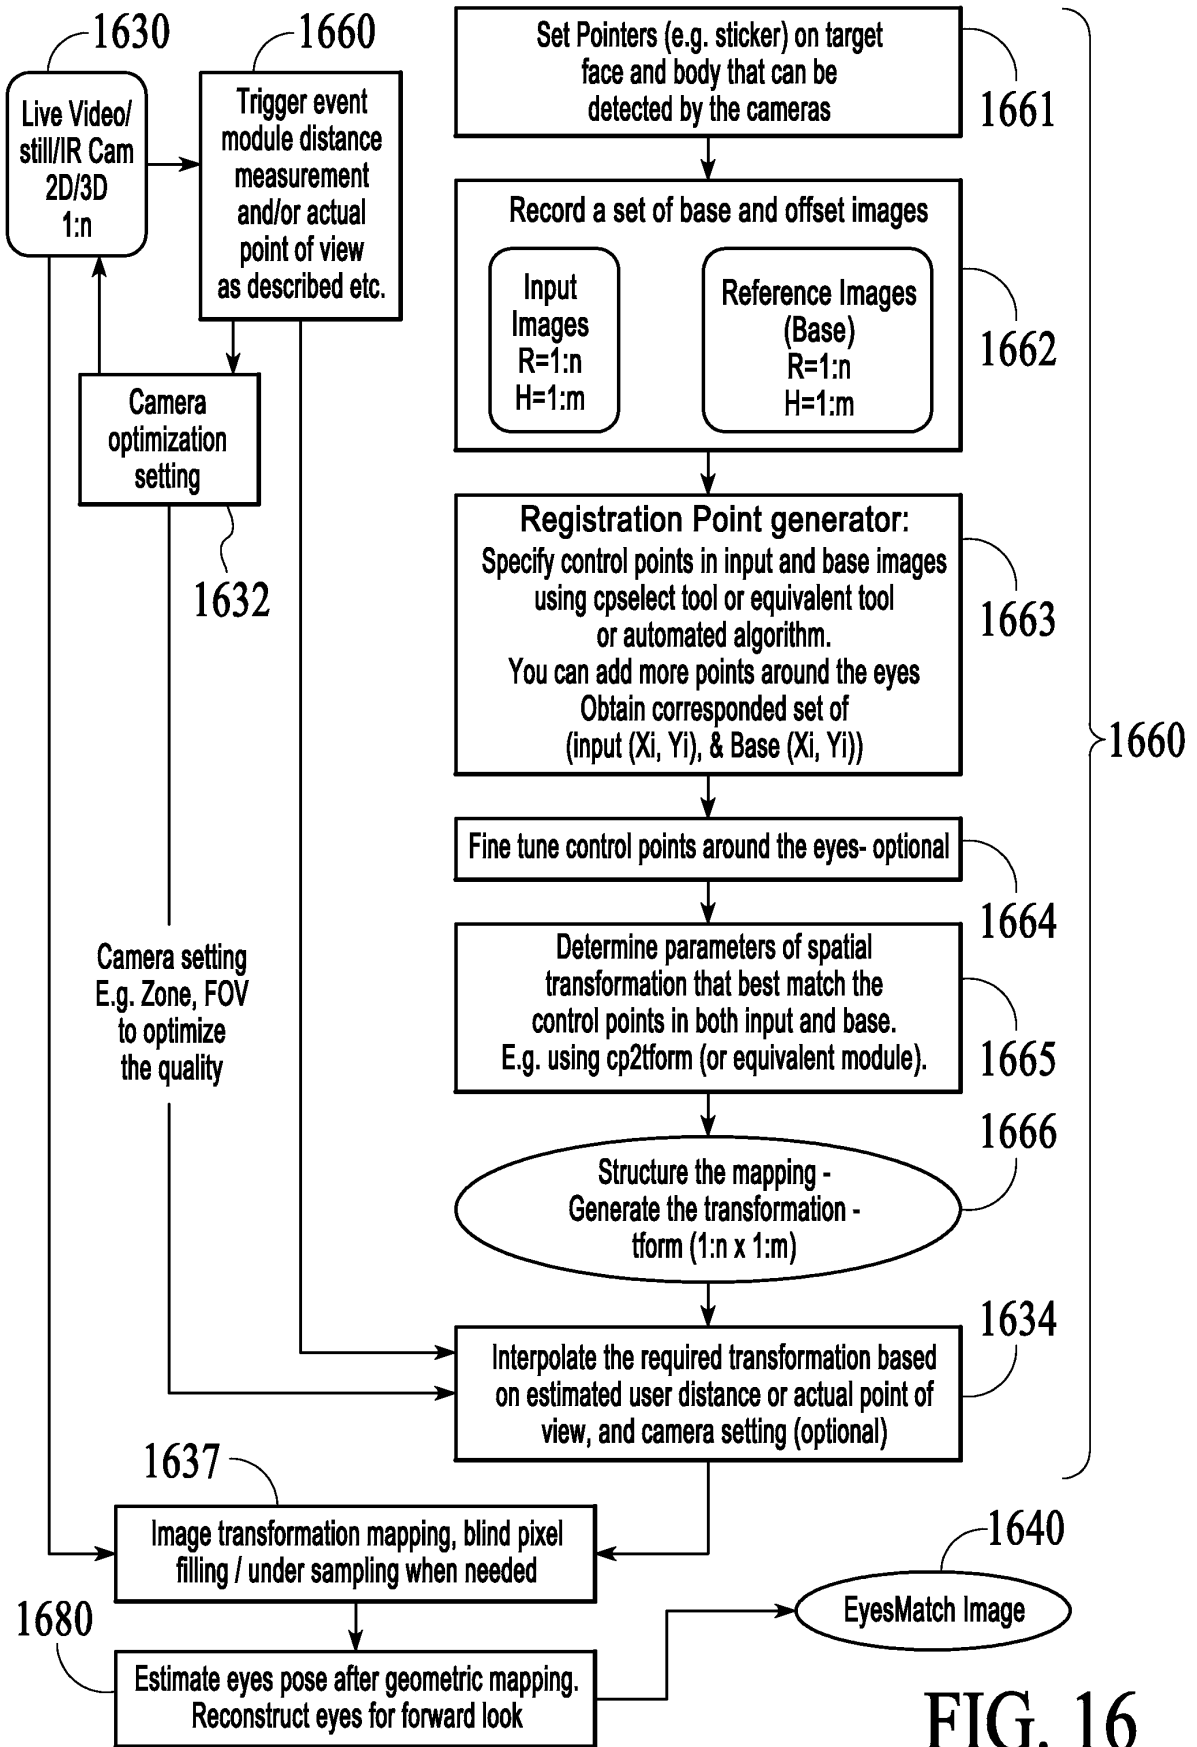 1630
Live Video/
still/IR Cam
2D/3D
1:n
1660
Trigger event
module distance
measurement
and/or actual
point of view
as described etc.
Camera
optimization
setting
1632
Camera setting
E.g. Zone, FOV
to optimize
the quality
Set Pointers (e.g. sticker) on target
face and body that can be
detected by the cameras
1661
Record a set of base and offset images
Input
Images
R=1:n
H=1:m
Reference Images
(Base)
R=1:n
H=1:m
1662
Registration Point generator:
Specify control points in input and base images
using cpselect tool or equivalent tool
or automated algorithm.
You can add more points around the eyes
Obtain corresponded set of
(input (Xi, Yi), & Base (Xi, Yi))
1663
1660
Fine tune control points around the eyes- optional
1664
Determine parameters of spatial
transformation that best match the
control points in both input and base.
E.g. using cp2tform (or equivalent module).
1665
1666
Structure the mapping -
Generate the transformation -
tform (1:n x 1:m)
1634
Interpolate the required transformation based
on estimated user distance or actual point of
view, and camera setting (optional)
1637
Image transformation mapping, blind pixel
filling / under sampling when needed
1680
Estimate eyes pose after geometric mapping.
Reconstruct eyes for forward look
1640
EyesMatch Image
FIG. 16